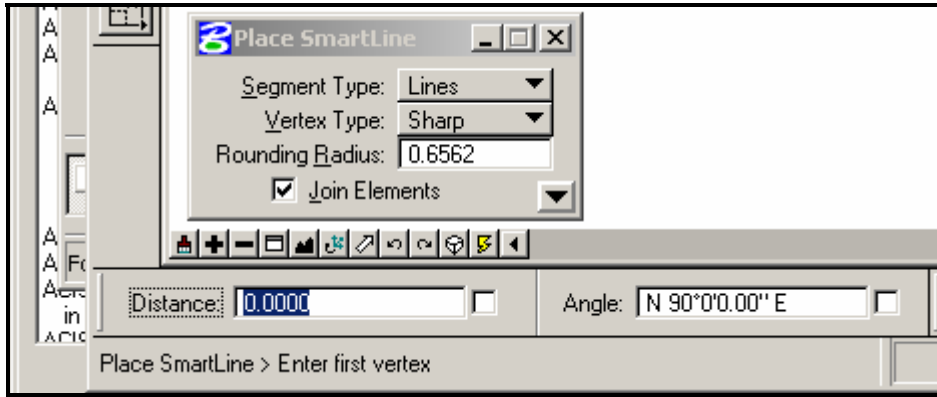 A
A
A
Place SmartLine
Segment Type: Lines
Vertex Type: Sharp
Rounding Radius: 0.6562
Join Elements
A
A
in
Distance: 0.0000
Angle: N 90°0'0.00" E
Place SmartLine > Enter first vertex